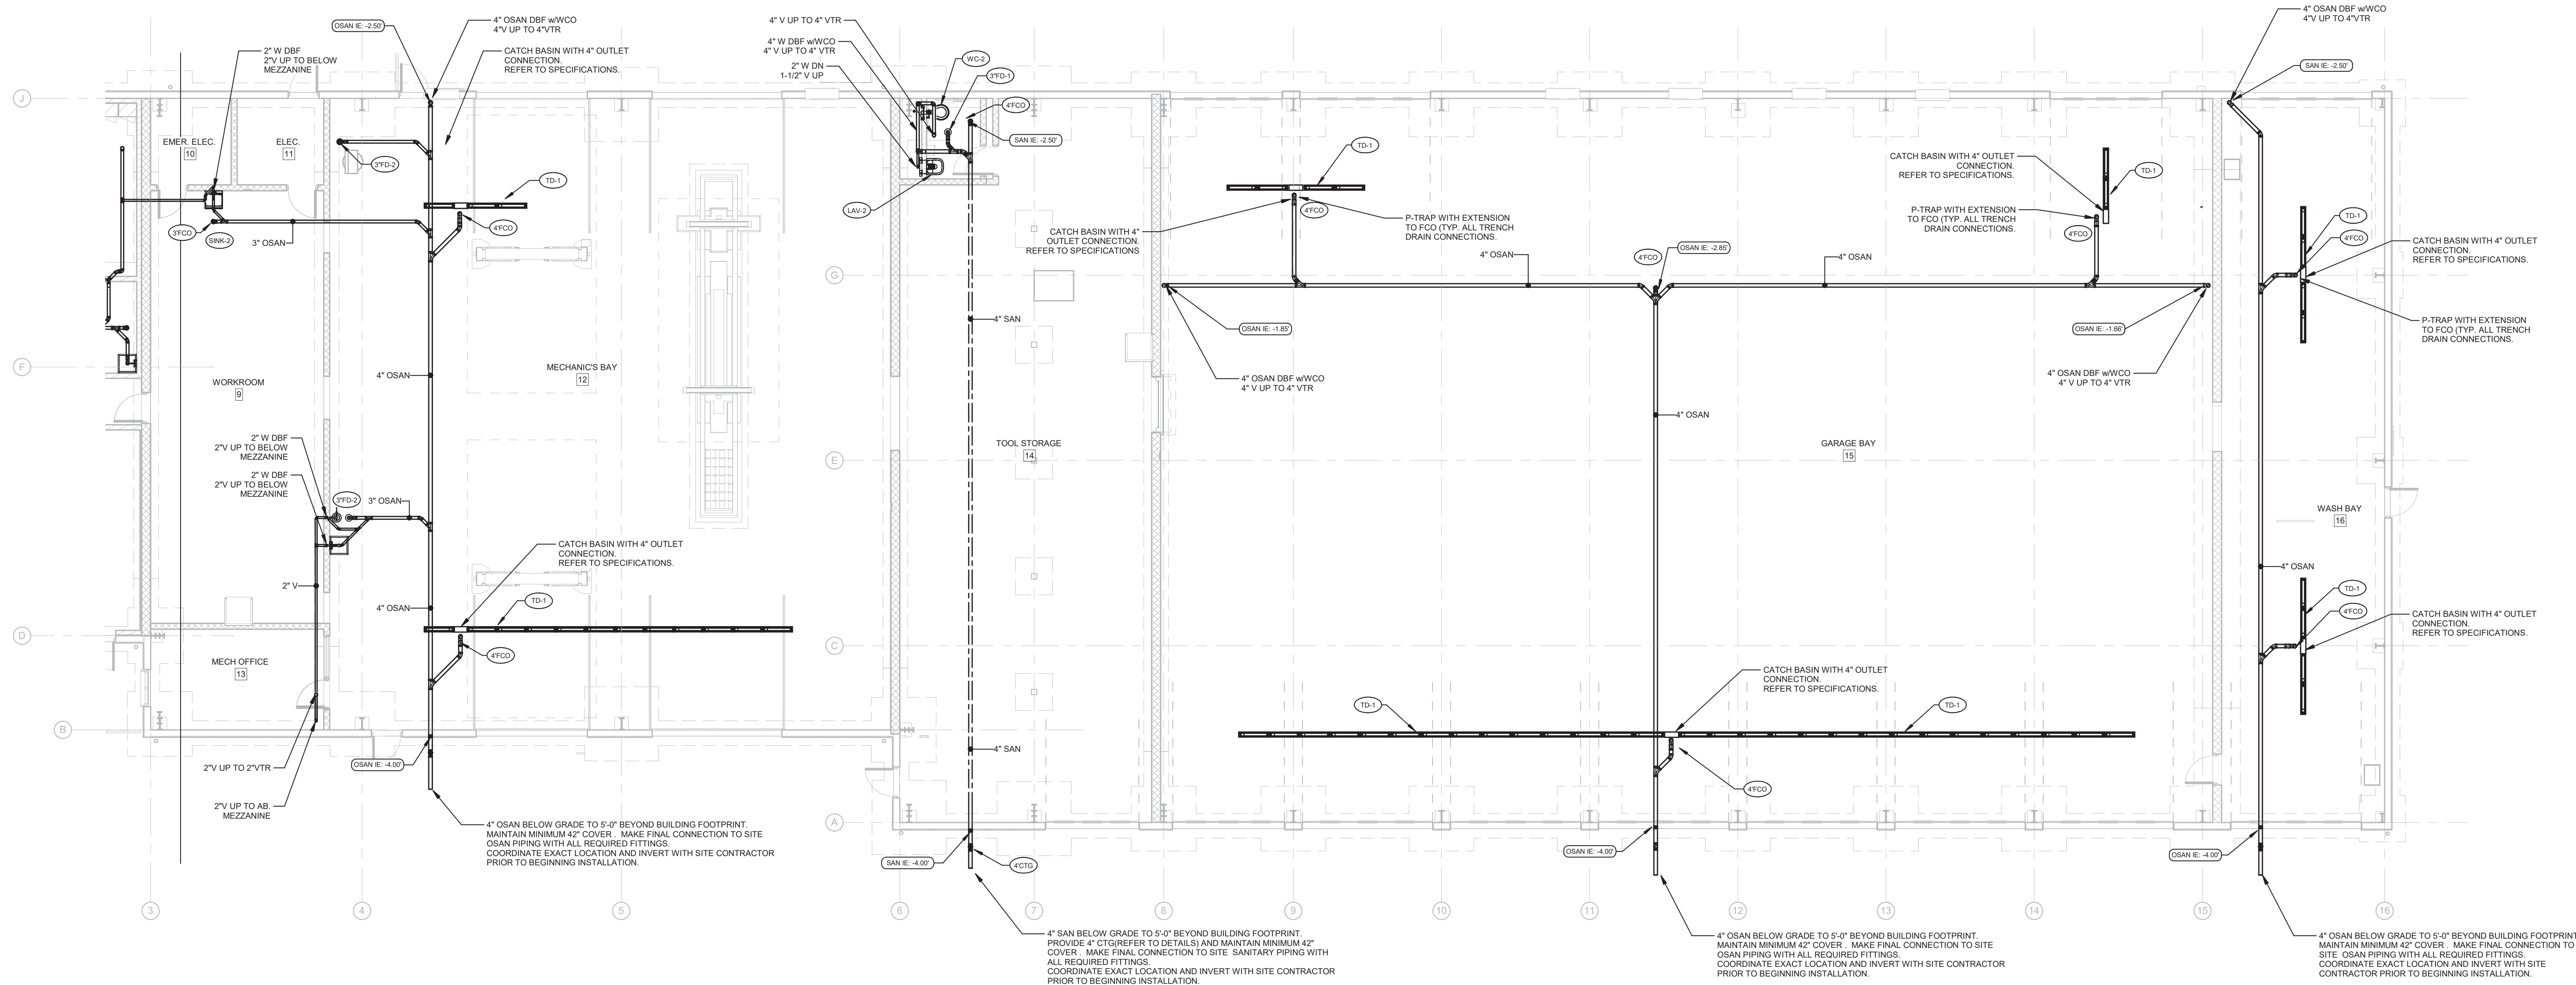 OSAN IE: -2.50'
4" OSAN DBF w/WCO
4"V UP TO 4"VTR
2" W DBF
2"V UP TO BELOW
MEZZANINE
CATCH BASIN WITH 4" OUTLET
CONNECTION.
REFER TO SPECIFICATIONS.
4" V UP TO 4" VTR
4" W DBF w/WCO
4" V UP TO 4" VTR
2" W DN
1-1/2" V UP
WC-2
3"FD-1
4"FCO
SAN IE: -2.50'
4" OSAN DBF w/WCO
4"V UP TO 4"VTR
SAN IE: -2.50'
J
EMER. ELEC.
10
ELEC.
11
3"FD-2
TD-1
4"FCO
3"FCO
SINK-2
3" OSAN
LAV-2
TD-1
4"FCO
CATCH BASIN WITH 4"
OUTLET CONNECTION.
REFER TO SPECIFICATIONS
P-TRAP WITH EXTENSION
TO FCO (TYP. ALL TRENCH
DRAIN CONNECTIONS.
CATCH BASIN WITH 4" OUTLET
CONNECTION.
REFER TO SPECIFICATIONS.
TD-1
P-TRAP WITH EXTENSION
TO FCO (TYP. ALL TRENCH
DRAIN CONNECTIONS.
4"FCO
TD-1
4"FCO
CATCH BASIN WITH 4" OUTLET
CONNECTION.
REFER TO SPECIFICATIONS.
P-TRAP WITH EXTENSION
TO FCO (TYP. ALL TRENCH
DRAIN CONNECTIONS.
G
4" OSAN
4"FCO
OSAN IE: -2.85'
4" OSAN
4" SAN
OSAN IE: -1.85'
OSAN IE: -1.66'
F
WORKROOM
9
4" OSAN
MECHANIC'S BAY
12
4" OSAN DBF w/WCO
4" V UP TO 4" VTR
4" OSAN DBF w/WCO
4" V UP TO 4" VTR
4" OSAN
2" W DBF
2"V UP TO BELOW
MEZZANINE
2" W DBF
2"V UP TO BELOW
MEZZANINE
3"FD-2
3" OSAN
E
TOOL STORAGE
14
GARAGE BAY
15
WASH BAY
16
CATCH BASIN WITH 4" OUTLET
CONNECTION.
REFER TO SPECIFICATIONS.
2" V
4" OSAN
TD-1
4"FCO
4" OSAN
TD-1
4"FCO
CATCH BASIN WITH 4" OUTLET
CONNECTION.
REFER TO SPECIFICATIONS.
D
C
MECH OFFICE
13
CATCH BASIN WITH 4" OUTLET
CONNECTION.
REFER TO SPECIFICATIONS.
TD-1
TD-1
B
4" SAN
2"V UP TO 2"VTR
OSAN IE: -4.00'
4"FCO
2"V UP TO AB.
MEZZANINE
A
4" OSAN BELOW GRADE TO 5'-0" BEYOND BUILDING FOOTPRINT.
MAINTAIN MINIMUM 42" COVER . MAKE FINAL CONNECTION TO SITE
OSAN PIPING WITH ALL REQUIRED FITTINGS.
COORDINATE EXACT LOCATION AND INVERT WITH SITE CONTRACTOR
PRIOR TO BEGINNING INSTALLATION.
SAN IE: -4.00'
4"CTG
OSAN IE: -4.00'
OSAN IE: -4.00'
3
4
5
6
7
8
9
10
11
12
13
14
15
16
4" SAN BELOW GRADE TO 5'-0" BEYOND BUILDING FOOTPRINT.
PROVIDE 4" CTG(REFER TO DETAILS) AND MAINTAIN MINIMUM 42"
COVER . MAKE FINAL CONNECTION TO SITE SANITARY PIPING WITH
ALL REQUIRED FITTINGS.
COORDINATE EXACT LOCATION AND INVERT WITH SITE CONTRACTOR
PRIOR TO BEGINNING INSTALLATION.
4" OSAN BELOW GRADE TO 5'-0" BEYOND BUILDING FOOTPRINT.
MAINTAIN MINIMUM 42" COVER . MAKE FINAL CONNECTION TO SITE
OSAN PIPING WITH ALL REQUIRED FITTINGS.
COORDINATE EXACT LOCATION AND INVERT WITH SITE CONTRACTOR
PRIOR TO BEGINNING INSTALLATION.
4" OSAN BELOW GRADE TO 5'-0" BEYOND BUILDING FOOTPRINT
MAINTAIN MINIMUM 42" COVER . MAKE FINAL CONNECTION TO
SITE OSAN PIPING WITH ALL REQUIRED FITTINGS.
COORDINATE EXACT LOCATION AND INVERT WITH SITE
CONTRACTOR PRIOR TO BEGINNING INSTALLATION.